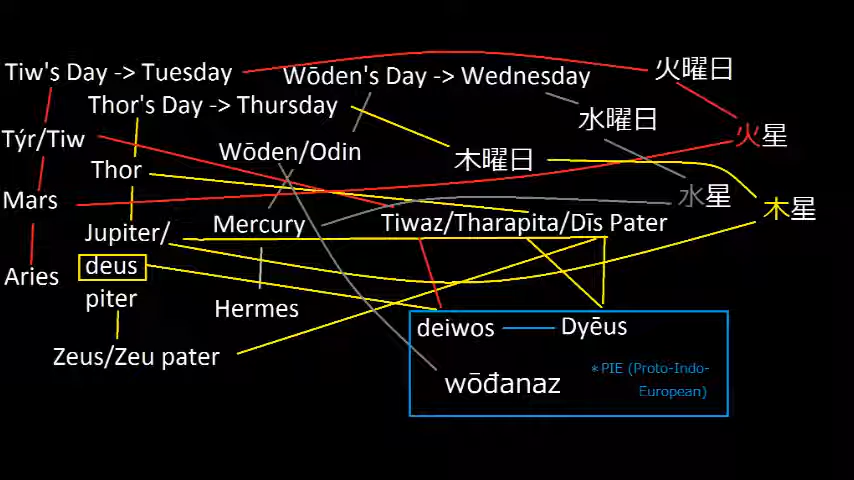 Tiw's Day -> Tuesday
Wōden's Day -> Wednesday
火曜日
Thor's Day -> Thursday
水曜日
火星
Týr/Tiw
Wōden/Odin
木曜日
Thor
Mars
水星
木星
Jupiter/
Mercury
Tiwaz/Tharapita/Dīs Pater
Aries
deus
piter
Hermes
deiwos
Dyēus
Zeus/Zeu pater
wōđanaz
*PIE (Proto-Indo-
European)